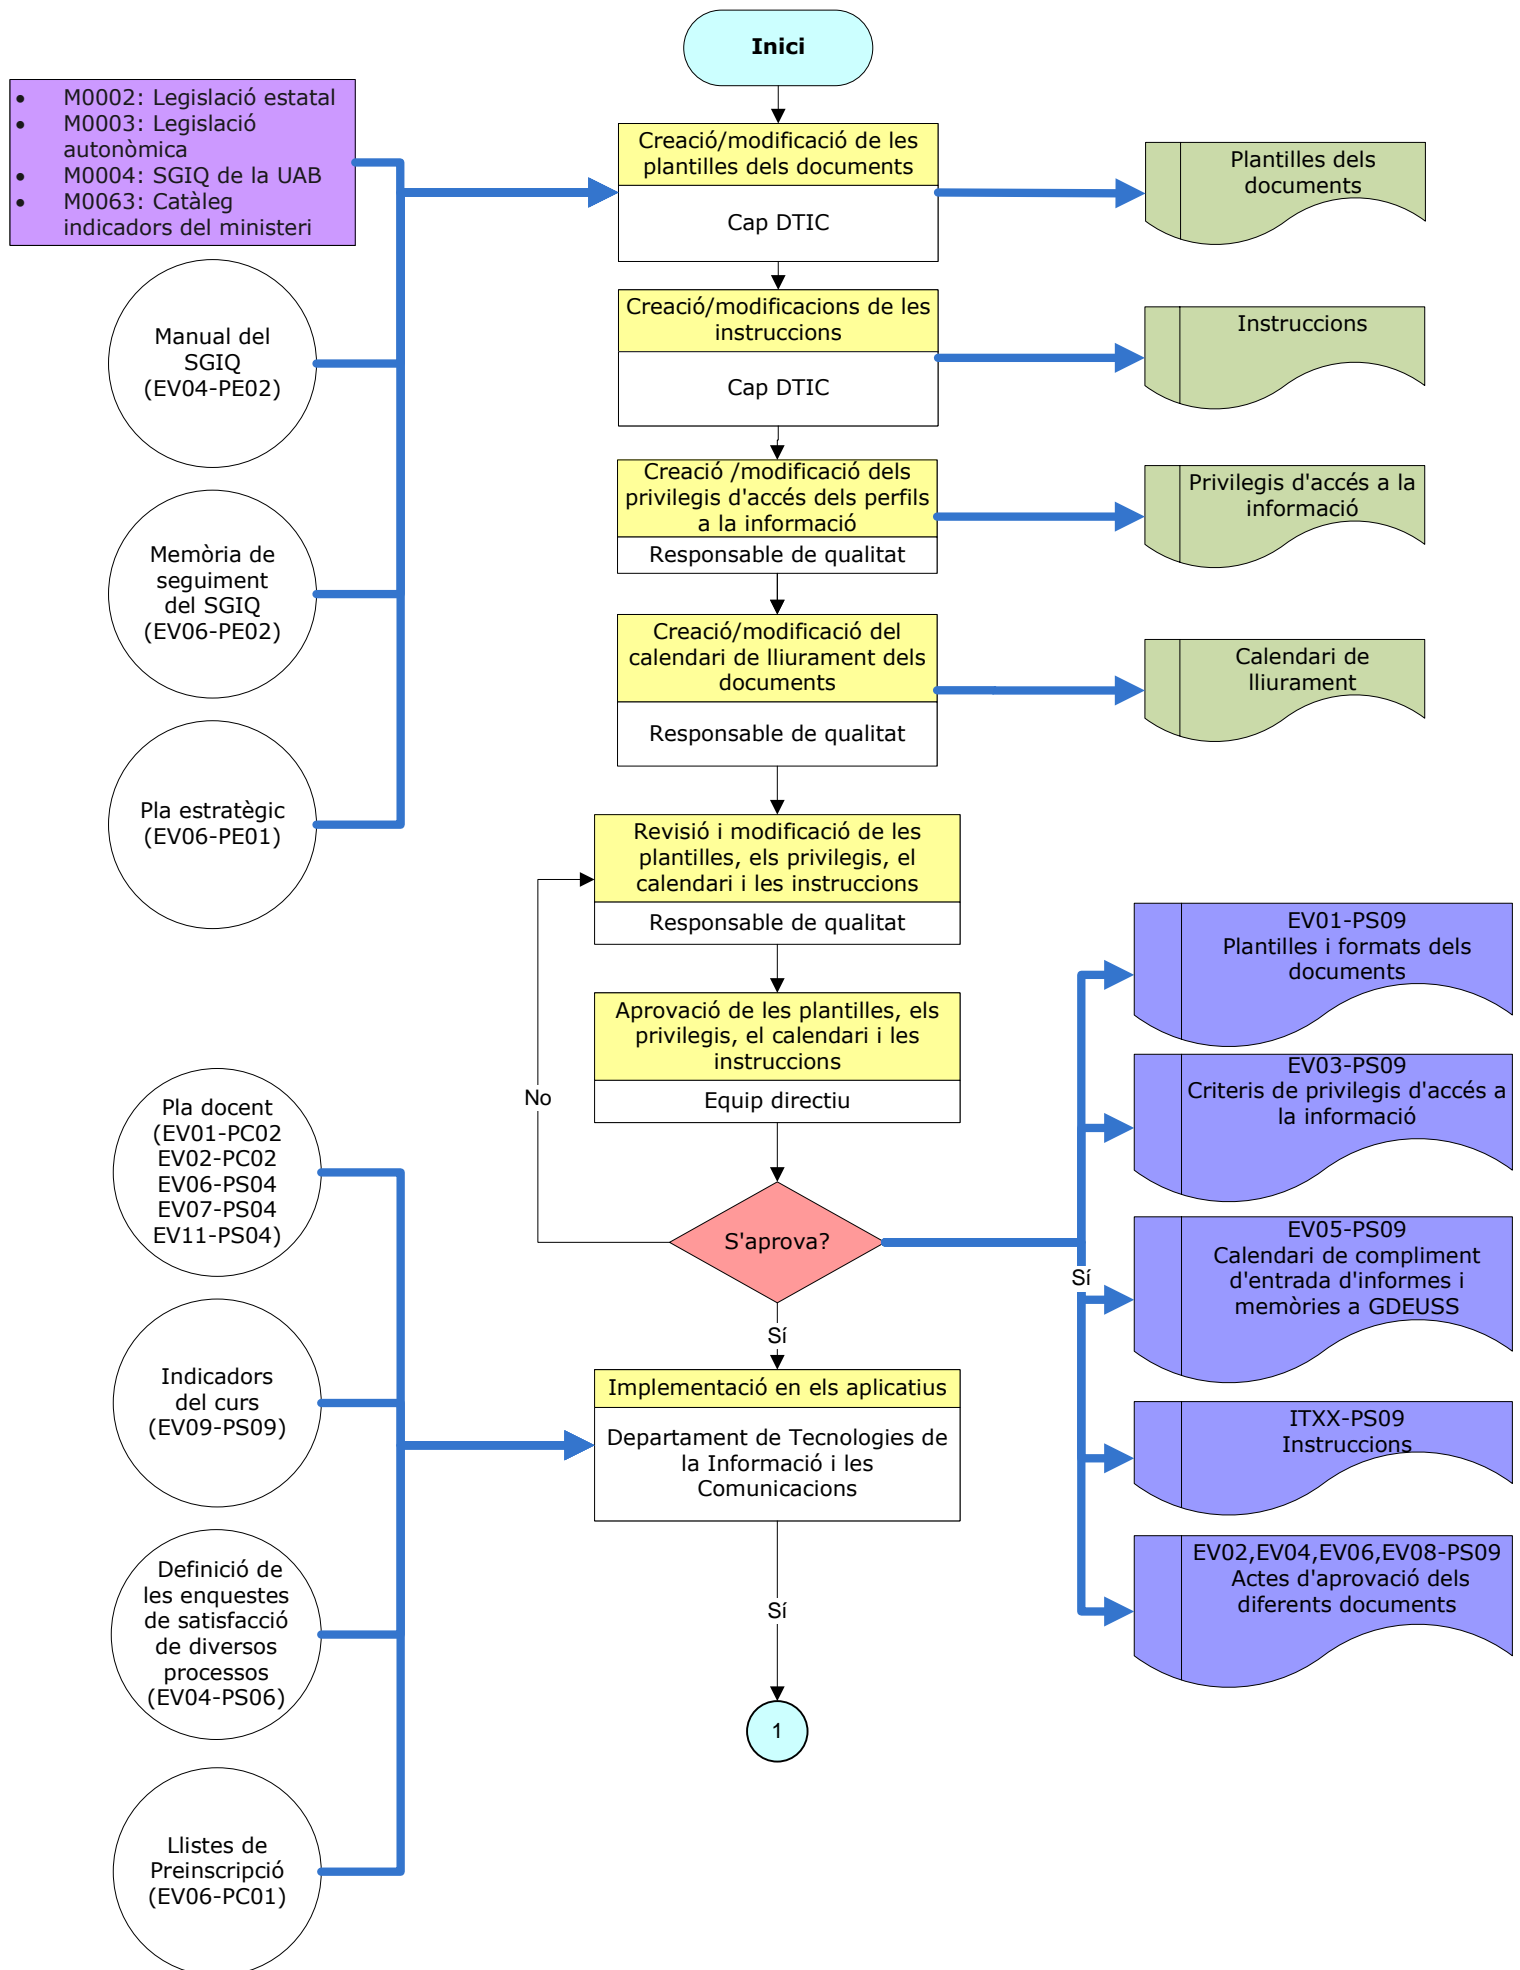 Inici
• M0002: Legislació estatal
• M0003: Legislació
autonòmica
• M0004: SGIQ de la UAB
• M0063: Catàleg
indicadors del ministeri
Creació/modificació de les
plantilles dels documents
Cap DTIC
Plantilles dels
documents
Manual del
SGIQ
(EV04-PE02)
Creació/modificacions de les
instruccions
Cap DTIC
Instruccions
Creació /modificació dels
privilegis d'accés dels perfils
a la informació
Responsable de qualitat
Privilegis d'accés a la
informació
Memòria de
seguiment
del SGIQ
(EV06-PE02)
Creació/modificació del
calendari de lliurament dels
documents
Responsable de qualitat
Calendari de
lliurament
Pla estratègic
(EV06-PE01)
Revisió i modificació de les
plantilles, els privilegis, el
calendari i les instruccions
Responsable de qualitat
Aprovació de les plantilles, els
privilegis, el calendari i les
instruccions
Equip directiu
No
S'aprova?
Sí
Sí
EV01-PS09
Plantilles i formats dels
documents
EV03-PS09
Criteris de privilegis d'accés a
la informació
EV05-PS09
Calendari de compliment
d'entrada d'informes i
memòries a GDEUSS
ITXX-PS09
Instruccions
EV02,EV04,EV06,EV08-PS09
Actes d'aprovació dels
diferents documents
Pla docent
(EV01-PC02
EV02-PC02
EV06-PS04
EV07-PS04
EV11-PS04)
Indicadors
del curs
(EV09-PS09)
Implementació en els aplicatius
Departament de Tecnologies de
la Informació i les
Comunicacions
Definició de
les enquestes
de satisfacció
de diversos
processos
(EV04-PS06)
Sí
1
Llistes de
Preinscripció
(EV06-PC01)